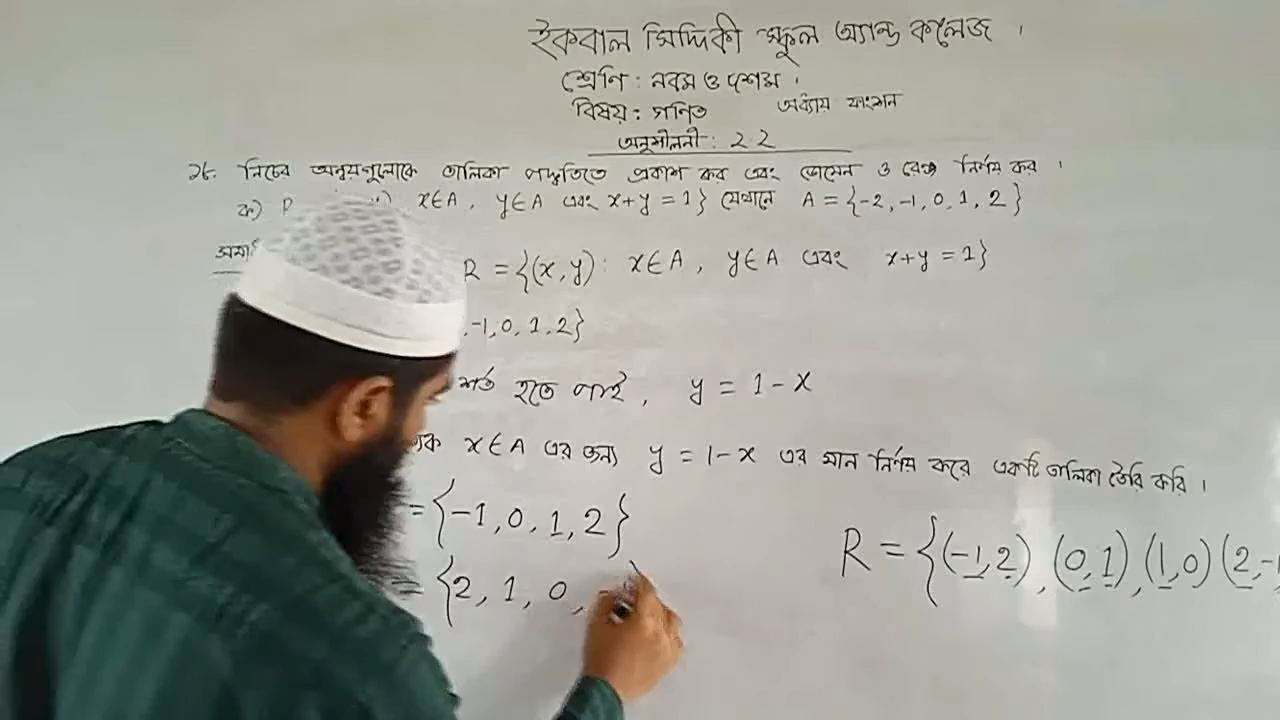 ইকবাল সিদ্দিকী স্কুল অ্যান্ড কলেজ ।
শ্রেণি : নবম ও দশম ।
বিষয় : গণিত অধ্যায় ফাংশন
অনুশীলনী : ২.২
নিচের অন্বয়গুলোকে তালিকা পদ্ধতিতে প্রকাশ কর এবং ডোমেন ও রেঞ্জ নির্ণয় কর ।
ক) x∈A, y∈A এবং x+y = 1} যেখানে A = {-2, -1, 0, 1, 2}
R = {(x, y) : x∈A, y∈A এবং x+y = 1}
, -1, 0, 1, 2}
শর্ত হতে পাই, y = 1 - x
x∈A এর জন্য y = 1-x এর মান নির্ণয় করে একটি তালিকা তৈরি করি ।
= {-1, 0, 1, 2}
R = {(-1, 2), (0, 1), (1, 0) (2, -1
= {2, 1, 0,